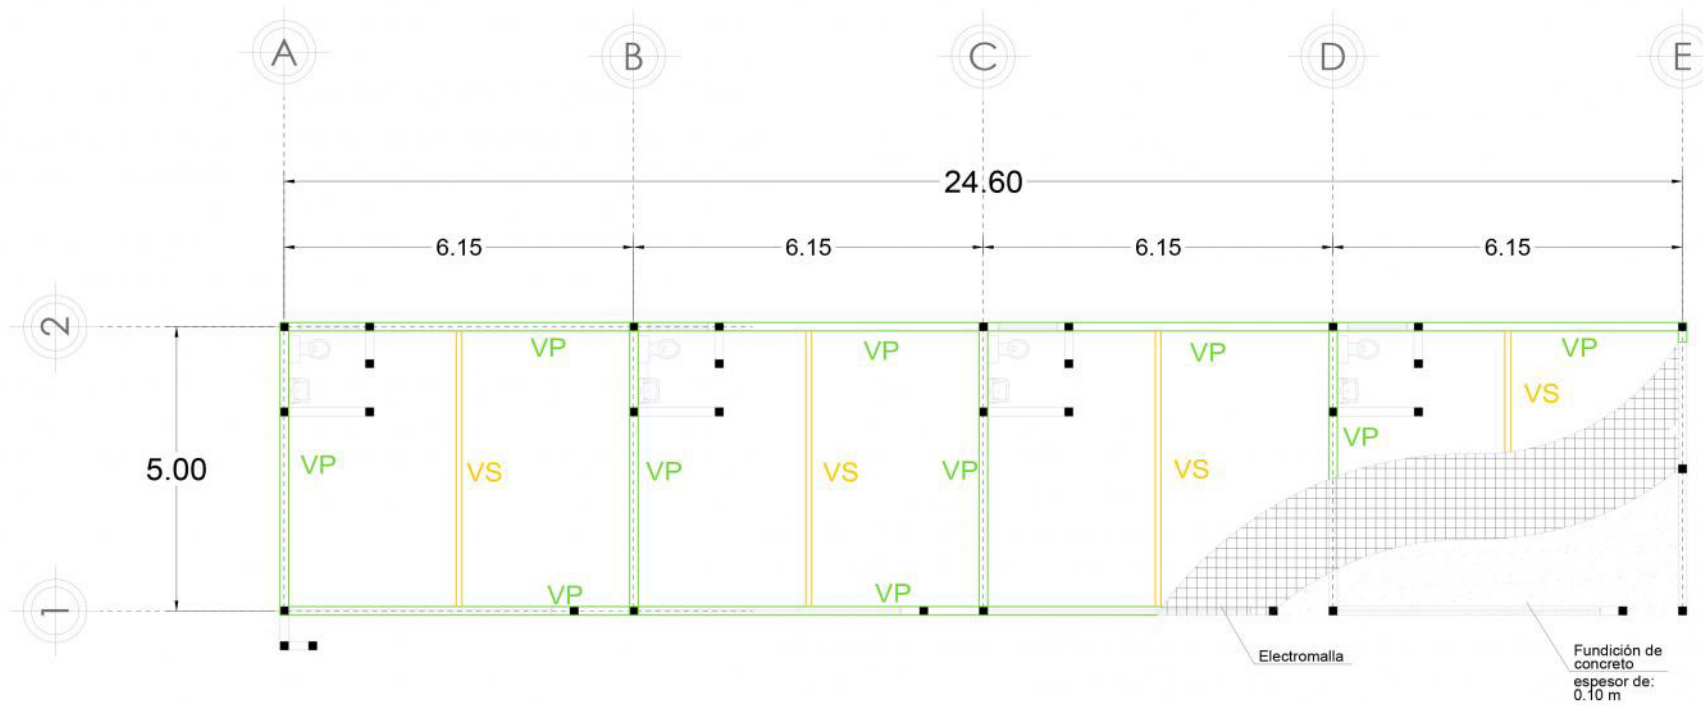 A B C D E
24.60
6.15 6.15 6.15 6.15
2
VP VP VP VP
VS
VP
5.00 VP VS VP VS VP VS
VP VP
1
Electromalla
Fundición de
concreto
espesor de:
0.10 m